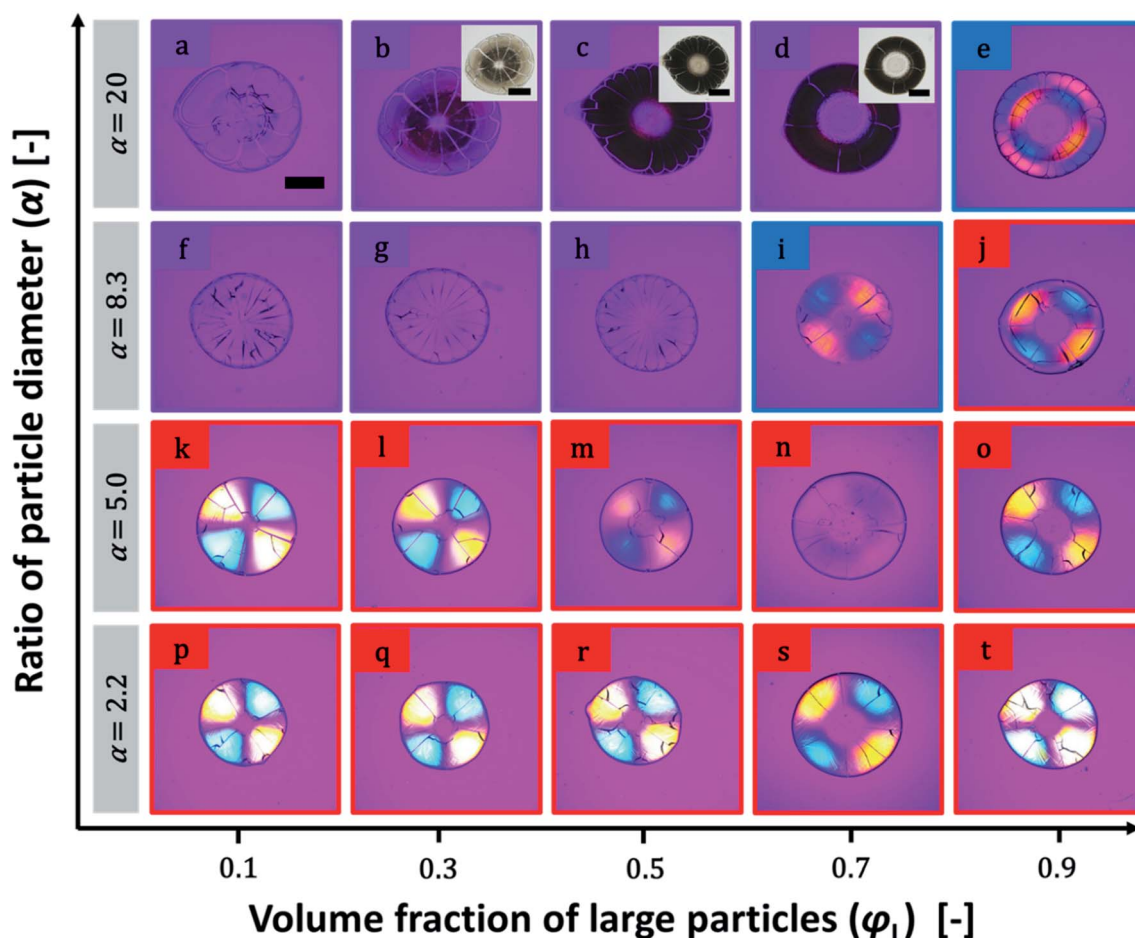 Ratio of particle diameter (α) [-]
α = 20
a
b
c
d
e
α = 8.3
f
g
h
i
j
α = 5.0
k
l
m
n
o
α = 2.2
p
q
r
s
t
0.1
0.3
0.5
0.7
0.9
Volume fraction of large particles (φL) [-]